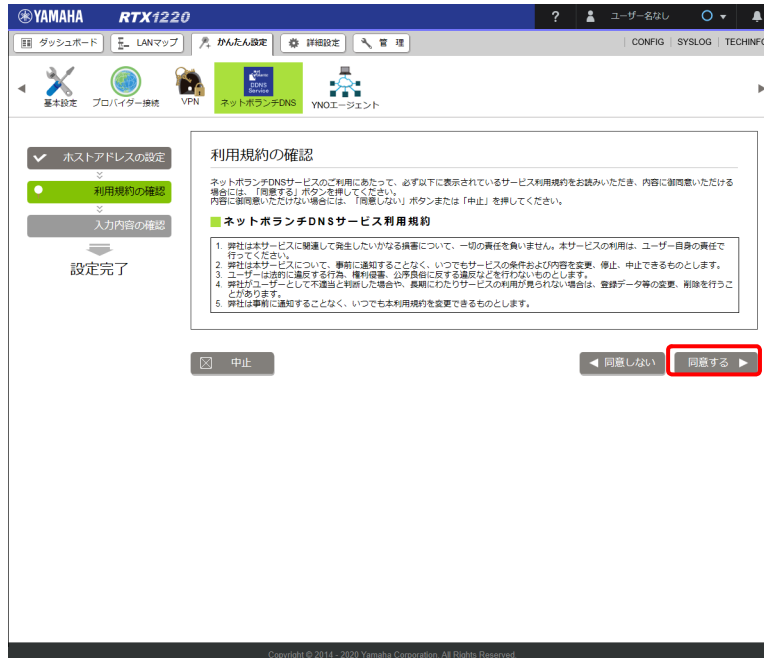 YAMAHA RTX1220 ? ユーザー名なし
ダッシュボード LANマップ かんたん設定 詳細設定 管 理 CONFIG SYSLOG TECHINFO
基本設定 プロバイダー接続 VPN DDNS Service ネットボランチDNS YNOエージェント
ホストアドレスの設定
利用規約の確認
入力内容の確認
設定完了
利用規約の確認
ネットボランチDNSサービスのご利用にあたって、必ず以下に表示されているサービス利用規約をお読みいただき、内容に御同意いただける
場合には、「同意する」ボタンを押してください。
内容に御同意いただけない場合には、「同意しない」ボタンまたは「中止」を押してください。
ネットボランチDNSサービス利用規約
1. 弊社は本サービスに関連して発生したいかなる損害について、一切の責任を負いません。本サービスの利用は、ユーザー自身の責任で
行ってください。
2. 弊社は本サービスについて、事前に通知することなく、いつでもサービスの条件および内容を変更、停止、中止できるものとします。
3. ユーザーは法的に違反する行為、権利侵害、公序良俗に反する違反などを行わないものとします。
4. 弊社がユーザーとして不適当と判断した場合や、長期にわたりサービスの利用が見られない場合は、登録データ等の変更、削除を行うこ
とがあります。
5. 弊社は事前に通知することなく、いつでも本利用規約を変更できるものとします。
中止 同意しない 同意する
Copyright © 2014 - 2020 Yamaha Corporation. All Rights Reserved.